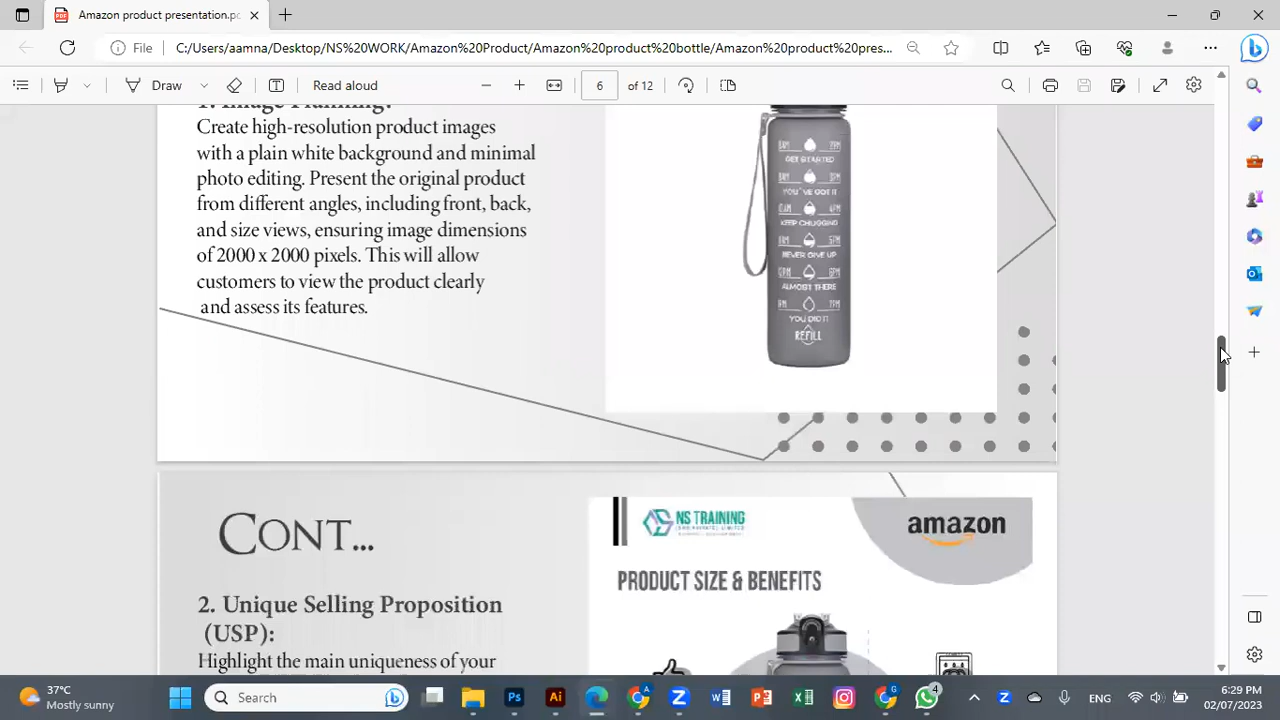 Amazon product presentation.pc
File
C:/Users/aamna/Desktop/NS%20WORK/Amazon%20Product/Amazon%20product%20bottle/Amazon%20product%20pres...
Draw
Read aloud
6
of 12
1. Image Planning:
Create high-resolution product images
with a plain white background and minimal
photo editing. Present the original product
from different angles, including front, back,
and size views, ensuring image dimensions
of 2000 x 2000 pixels. This will allow
customers to view the product clearly
and assess its features.
GET STARTED
YOU'VE GOT IT
KEEP CHUGGING
NEVER GIVE UP
ALMOST THERE
YOU DID IT
REFILL
CONT...
2. Unique Selling Proposition
(USP):
Highlight the main uniqueness of your
NS TRAINING
amazon
PRODUCT SIZE & BENEFITS
37°C
Mostly sunny
Search
4
ENG
6:29 PM
02/07/2023